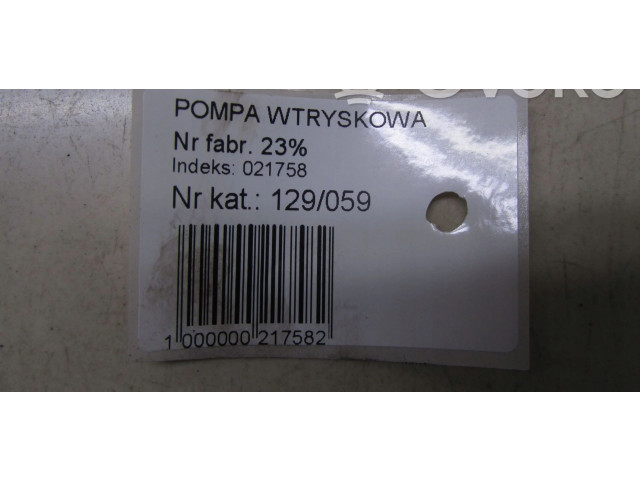 POMPA WTRYSKOWA
Nr fabr. 23%
Indeks: 021758
Nr kat.: 129/059
1 000000 217582